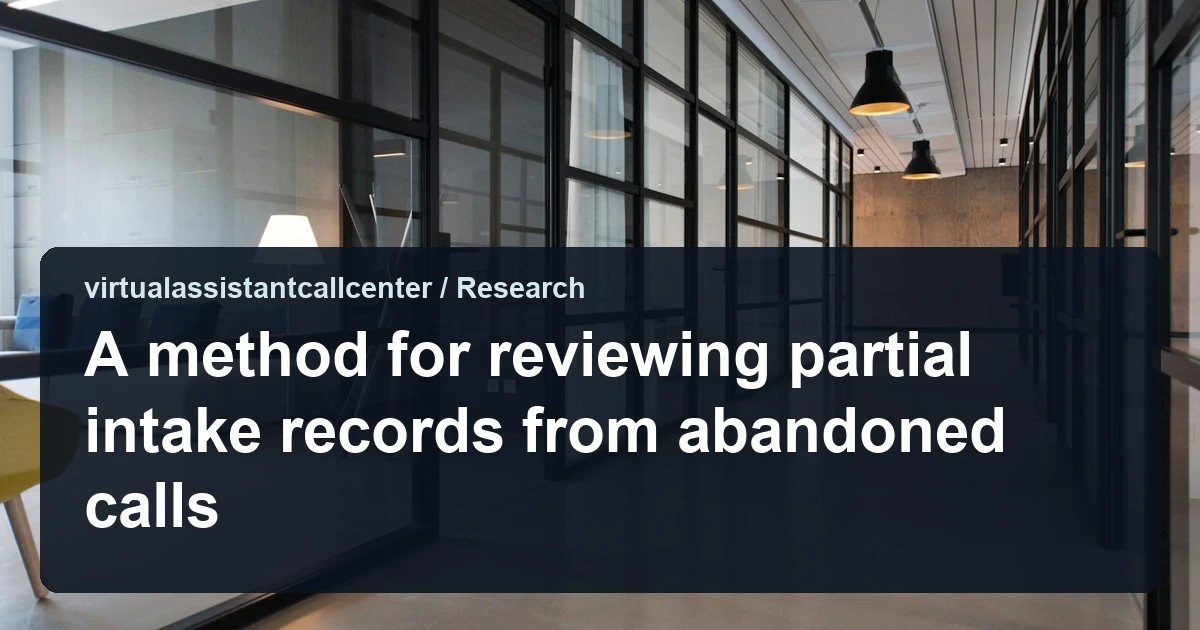 virtualassistantcallcenter / Research
A method for reviewing partial
intake records from abandoned
calls